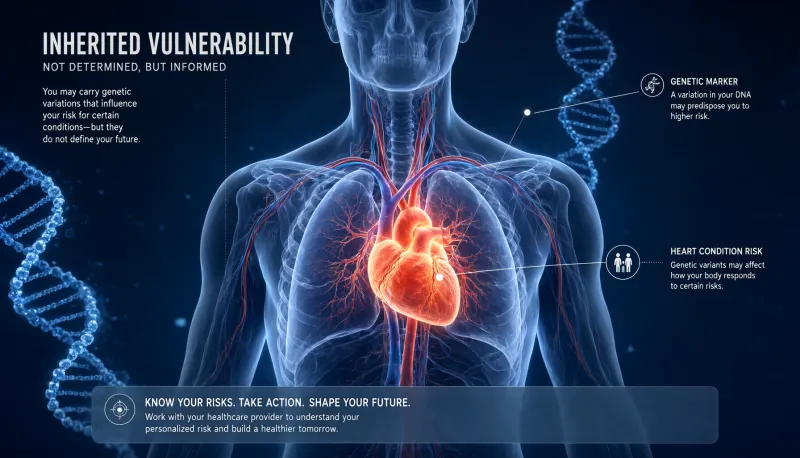 INHERITED VULNERABILITY
NOT DETERMINED, BUT INFORMED
You may carry genetic
variations that influence
your risk for certain
conditions—but they
do not define your future.
GENETIC MARKER
A variation in your DNA
may predispose you to
higher risk.
HEART CONDITION RISK
Genetic variants may affect
how your body responds
to certain risks.
KNOW YOUR RISKS. TAKE ACTION. SHAPE YOUR FUTURE.
Work with your healthcare provider to understand your
personalized risk and build a healthier tomorrow.